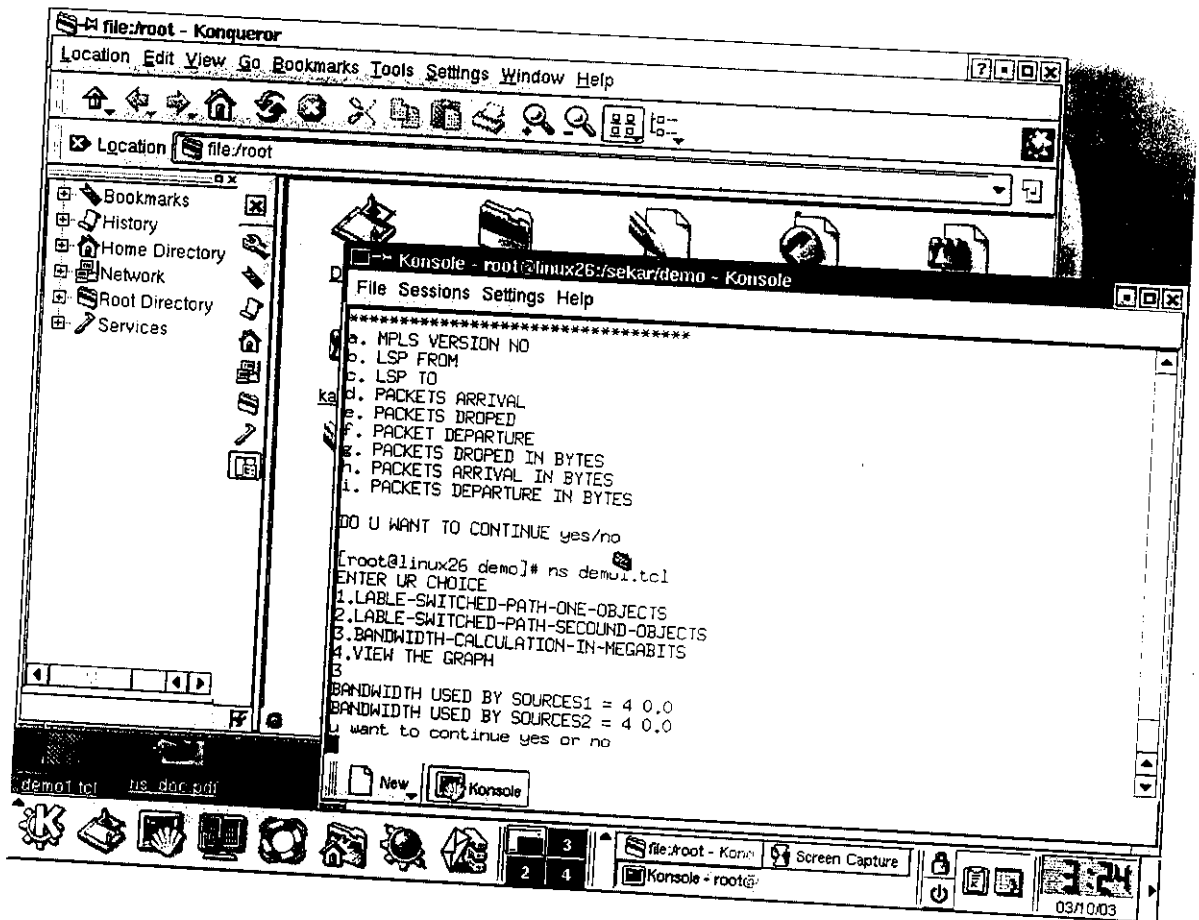 file:/root - Konqueror
Location Edit View Go Bookmarks Tools Settings Window Help
Location file:/root
Bookmarks
History
Home Directory
Network
Root Directory
Services
D
ka
Konsole - root@linux26:/sekar/demo - Konsole
File Sessions Settings Help
**********************************
a. MPLS VERSION NO
b. LSP FROM
c. LSP TO
d. PACKETS ARRIVAL
e. PACKETS DROPED
f. PACKET DEPARTURE
g. PACKETS DROPED IN BYTES
h. PACKETS ARRIVAL IN BYTES
i. PACKETS DEPARTURE IN BYTES
DO U WANT TO CONTINUE yes/no
[root@linux26 demo]# ns demo1.tcl
ENTER UR CHOICE
1.LABLE-SWITCHED-PATH-ONE-OBJECTS
2.LABLE-SWITCHED-PATH-SECOUND-OBJECTS
3.BANDWIDTH-CALCULATION-IN-MEGABITS
4.VIEW THE GRAPH
3
BANDWIDTH USED BY SOURCES1 = 4 0.0
BANDWIDTH USED BY SOURCES2 = 4 0.0
u want to continue yes or no
New Konsole
demo1.tcl ns_doc.pdf
3
2 4
file:/root - Konq Screen Capture
Konsole - root@
3:24
03/10/03